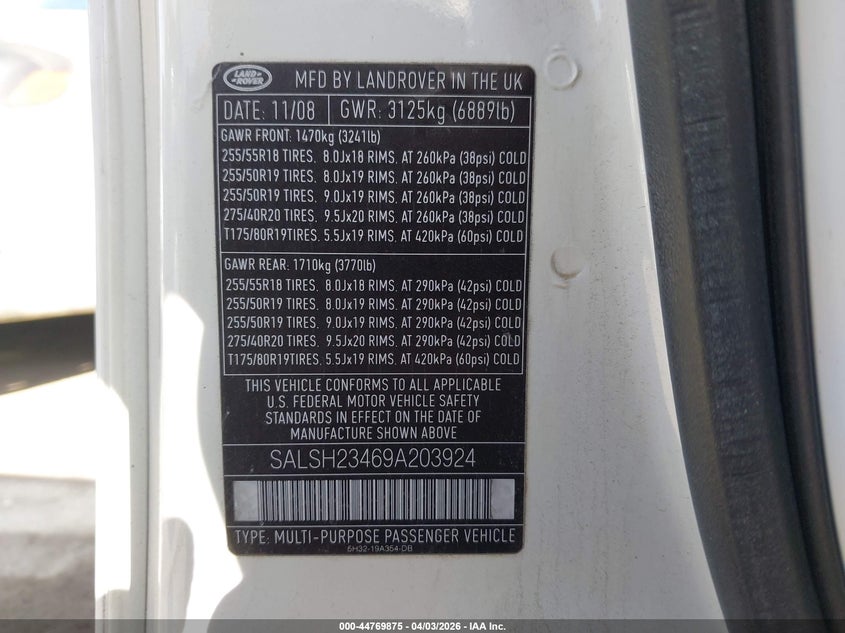 LAND ROVER
MFD BY LANDROVER IN THE UK
DATE: 11/08 GWR: 3125kg (6889lb)
GAWR FRONT: 1470kg (3241lb)
255/55R18 TIRES. 8.0Jx18 RIMS. AT 260kPa (38psi) COLD
255/50R19 TIRES. 8.0Jx19 RIMS. AT 260kPa (38psi) COLD
255/50R19 TIRES. 9.0Jx19 RIMS. AT 260kPa (38psi) COLD
275/40R20 TIRES. 9.5Jx20 RIMS. AT 260kPa (38psi) COLD
T175/80R19TIRES. 5.5Jx19 RIMS. AT 420kPa (60psi) COLD
GAWR REAR: 1710kg (3770lb)
255/55R18 TIRES. 8.0Jx18 RIMS. AT 290kPa (42psi) COLD
255/50R19 TIRES. 8.0Jx19 RIMS. AT 290kPa (42psi) COLD
255/50R19 TIRES. 9.0Jx19 RIMS. AT 290kPa (42psi) COLD
275/40R20 TIRES. 9.5Jx20 RIMS. AT 290kPa (42psi) COLD
T175/80R19TIRES. 5.5Jx19 RIMS. AT 420kPa (60psi) COLD
THIS VEHICLE CONFORMS TO ALL APPLICABLE
U.S. FEDERAL MOTOR VEHICLE SAFETY
STANDARDS IN EFFECT ON THE DATE OF
MANUFACTURE SHOWN ABOVE
SALSH23469A203924
TYPE: MULTI-PURPOSE PASSENGER VEHICLE
5H32-19A354-DB
000-44769875 - 04/03/2026 - IAA Inc.